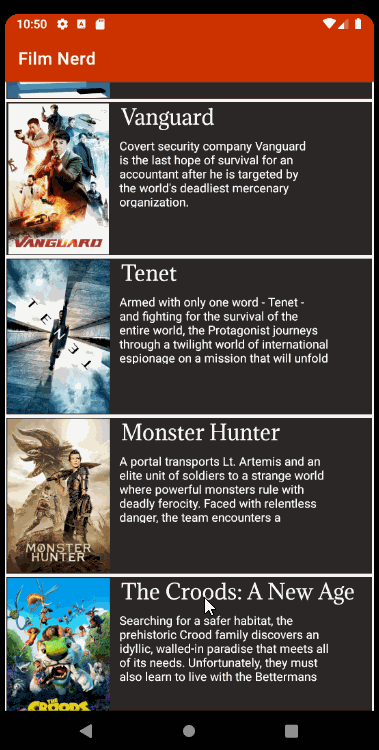 10:50
Film Nerd
Vanguard
Covert security company Vanguard
is the last hope of survival for an
accountant after he is targeted by
the world's deadliest mercenary
organization.
VANGUARD
Tenet
Armed with only one word - Tenet -
and fighting for the survival of the
entire world, the Protagonist journeys
through a twilight world of international
espionage on a mission that will unfold
TENET
Monster Hunter
A portal transports Lt. Artemis and an
elite unit of soldiers to a strange world
where powerful monsters rule with
deadly ferocity. Faced with relentless
danger, the team encounters a
MONSTER
HUNTER
The Croods: A New Age
Searching for a safer habitat, the
prehistoric Crood family discovers an
idyllic, walled-in paradise that meets all
of its needs. Unfortunately, they must
also learn to live with the Bettermans
THE
CROODS